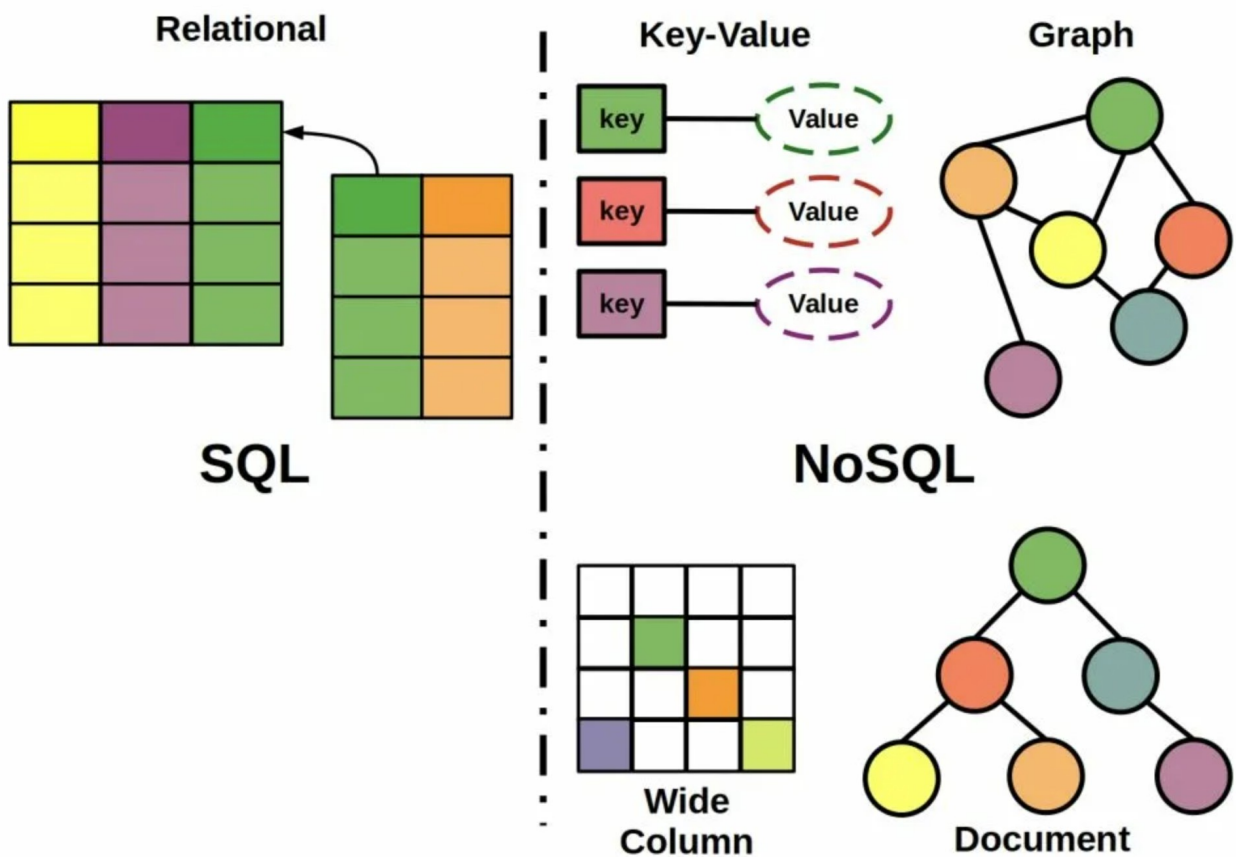 Relational
Key-Value
Graph
key
Value
key
Value
key
Value
SQL
NoSQL
Wide
Column
Document